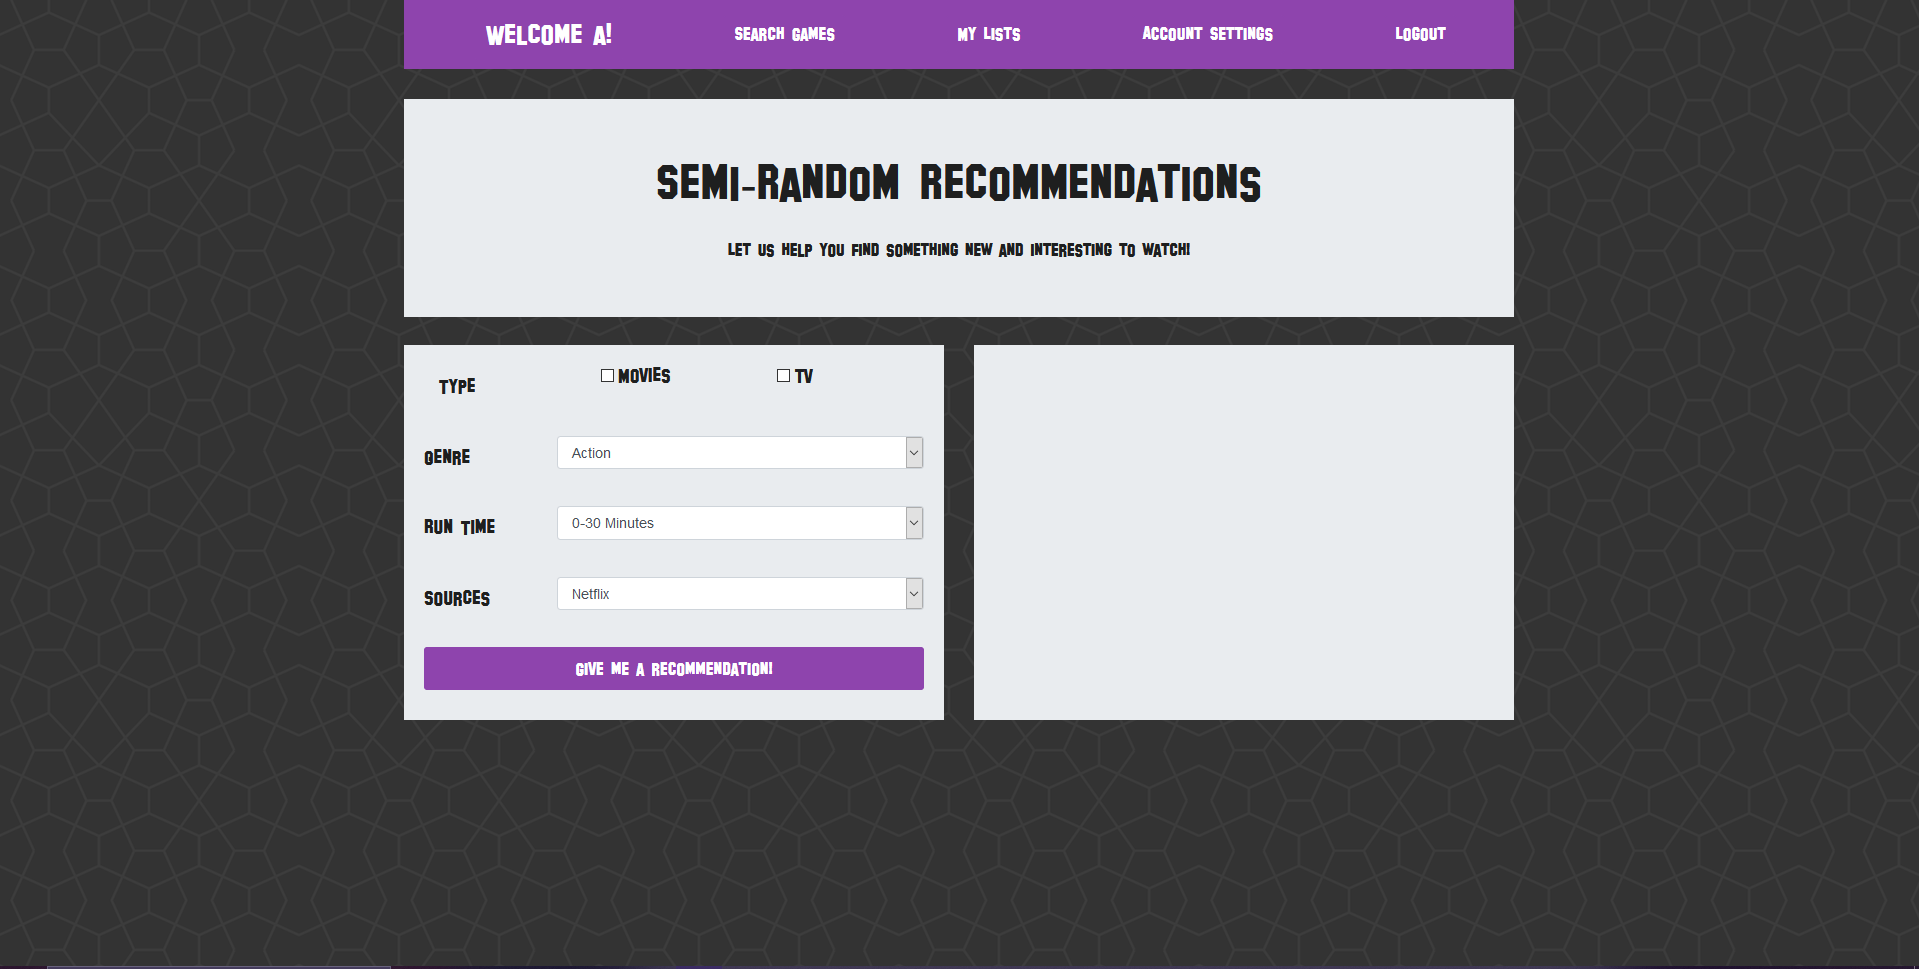 WELCOME A! SEARCH GAMES MY LISTS ACCOUNT SETTINGS LOGOUT
SEMI-RANDOM RECOMMENDATIONS
LET US HELP YOU FIND SOMETHING NEW AND INTERESTING TO WATCH!
TYPE MOVIES TV
GENRE Action
RUN TIME 0-30 Minutes
SOURCES Netflix
GIVE ME A RECOMMENDATION!